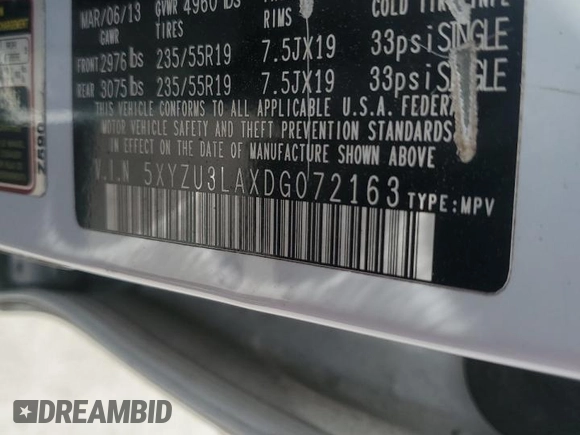 MAR/06/13 GVWR 4960 lbs
GAWR TIRES RIMS COLD TIRE INFL
FRONT 2976 lbs 235/55R19 7.5JX19 33psi SINGLE
REAR 3075 lbs 235/55R19 7.5JX19 33psi SINGLE
THIS VEHICLE CONFORMS TO ALL APPLICABLE U.S.A. FEDERAL
MOTOR VEHICLE SAFETY AND THEFT PREVENTION STANDARDS
IN EFFECT ON THE DATE OF MANUFACTURE SHOWN ABOVE
V.I.N 5XYZU3LAXDG072163 TYPE:MPV
DREAMBID